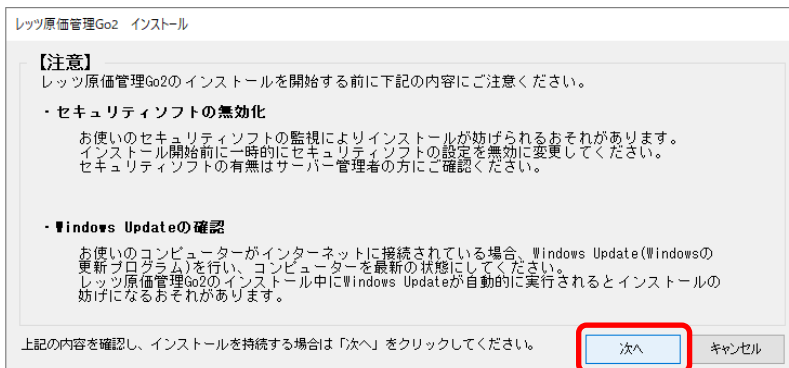 レッツ原価管理Go2　インストール
【注意】
レッツ原価管理Go2のインストールを開始する前に下記の内容にご注意ください。
・セキュリティソフトの無効化
お使いのセキュリティソフトの監視によりインストールが妨げられるおそれがあります。
インストール開始前に一時的にセキュリティソフトの設定を無効に変更してください。
セキュリティソフトの有無はサーバー管理者の方にご確認ください。
・Windows Updateの確認
お使いのコンピューターがインターネットに接続されている場合、Windows Update(Windowsの
更新プログラム)を行い、コンピューターを最新の状態にしてください。
レッツ原価管理Go2のインストール中にWindows Updateが自動的に実行されるとインストールの
妨げになるおそれがあります。
上記の内容を確認し、インストールを持続する場合は「次へ」をクリックしてください。
次へ
キャンセル